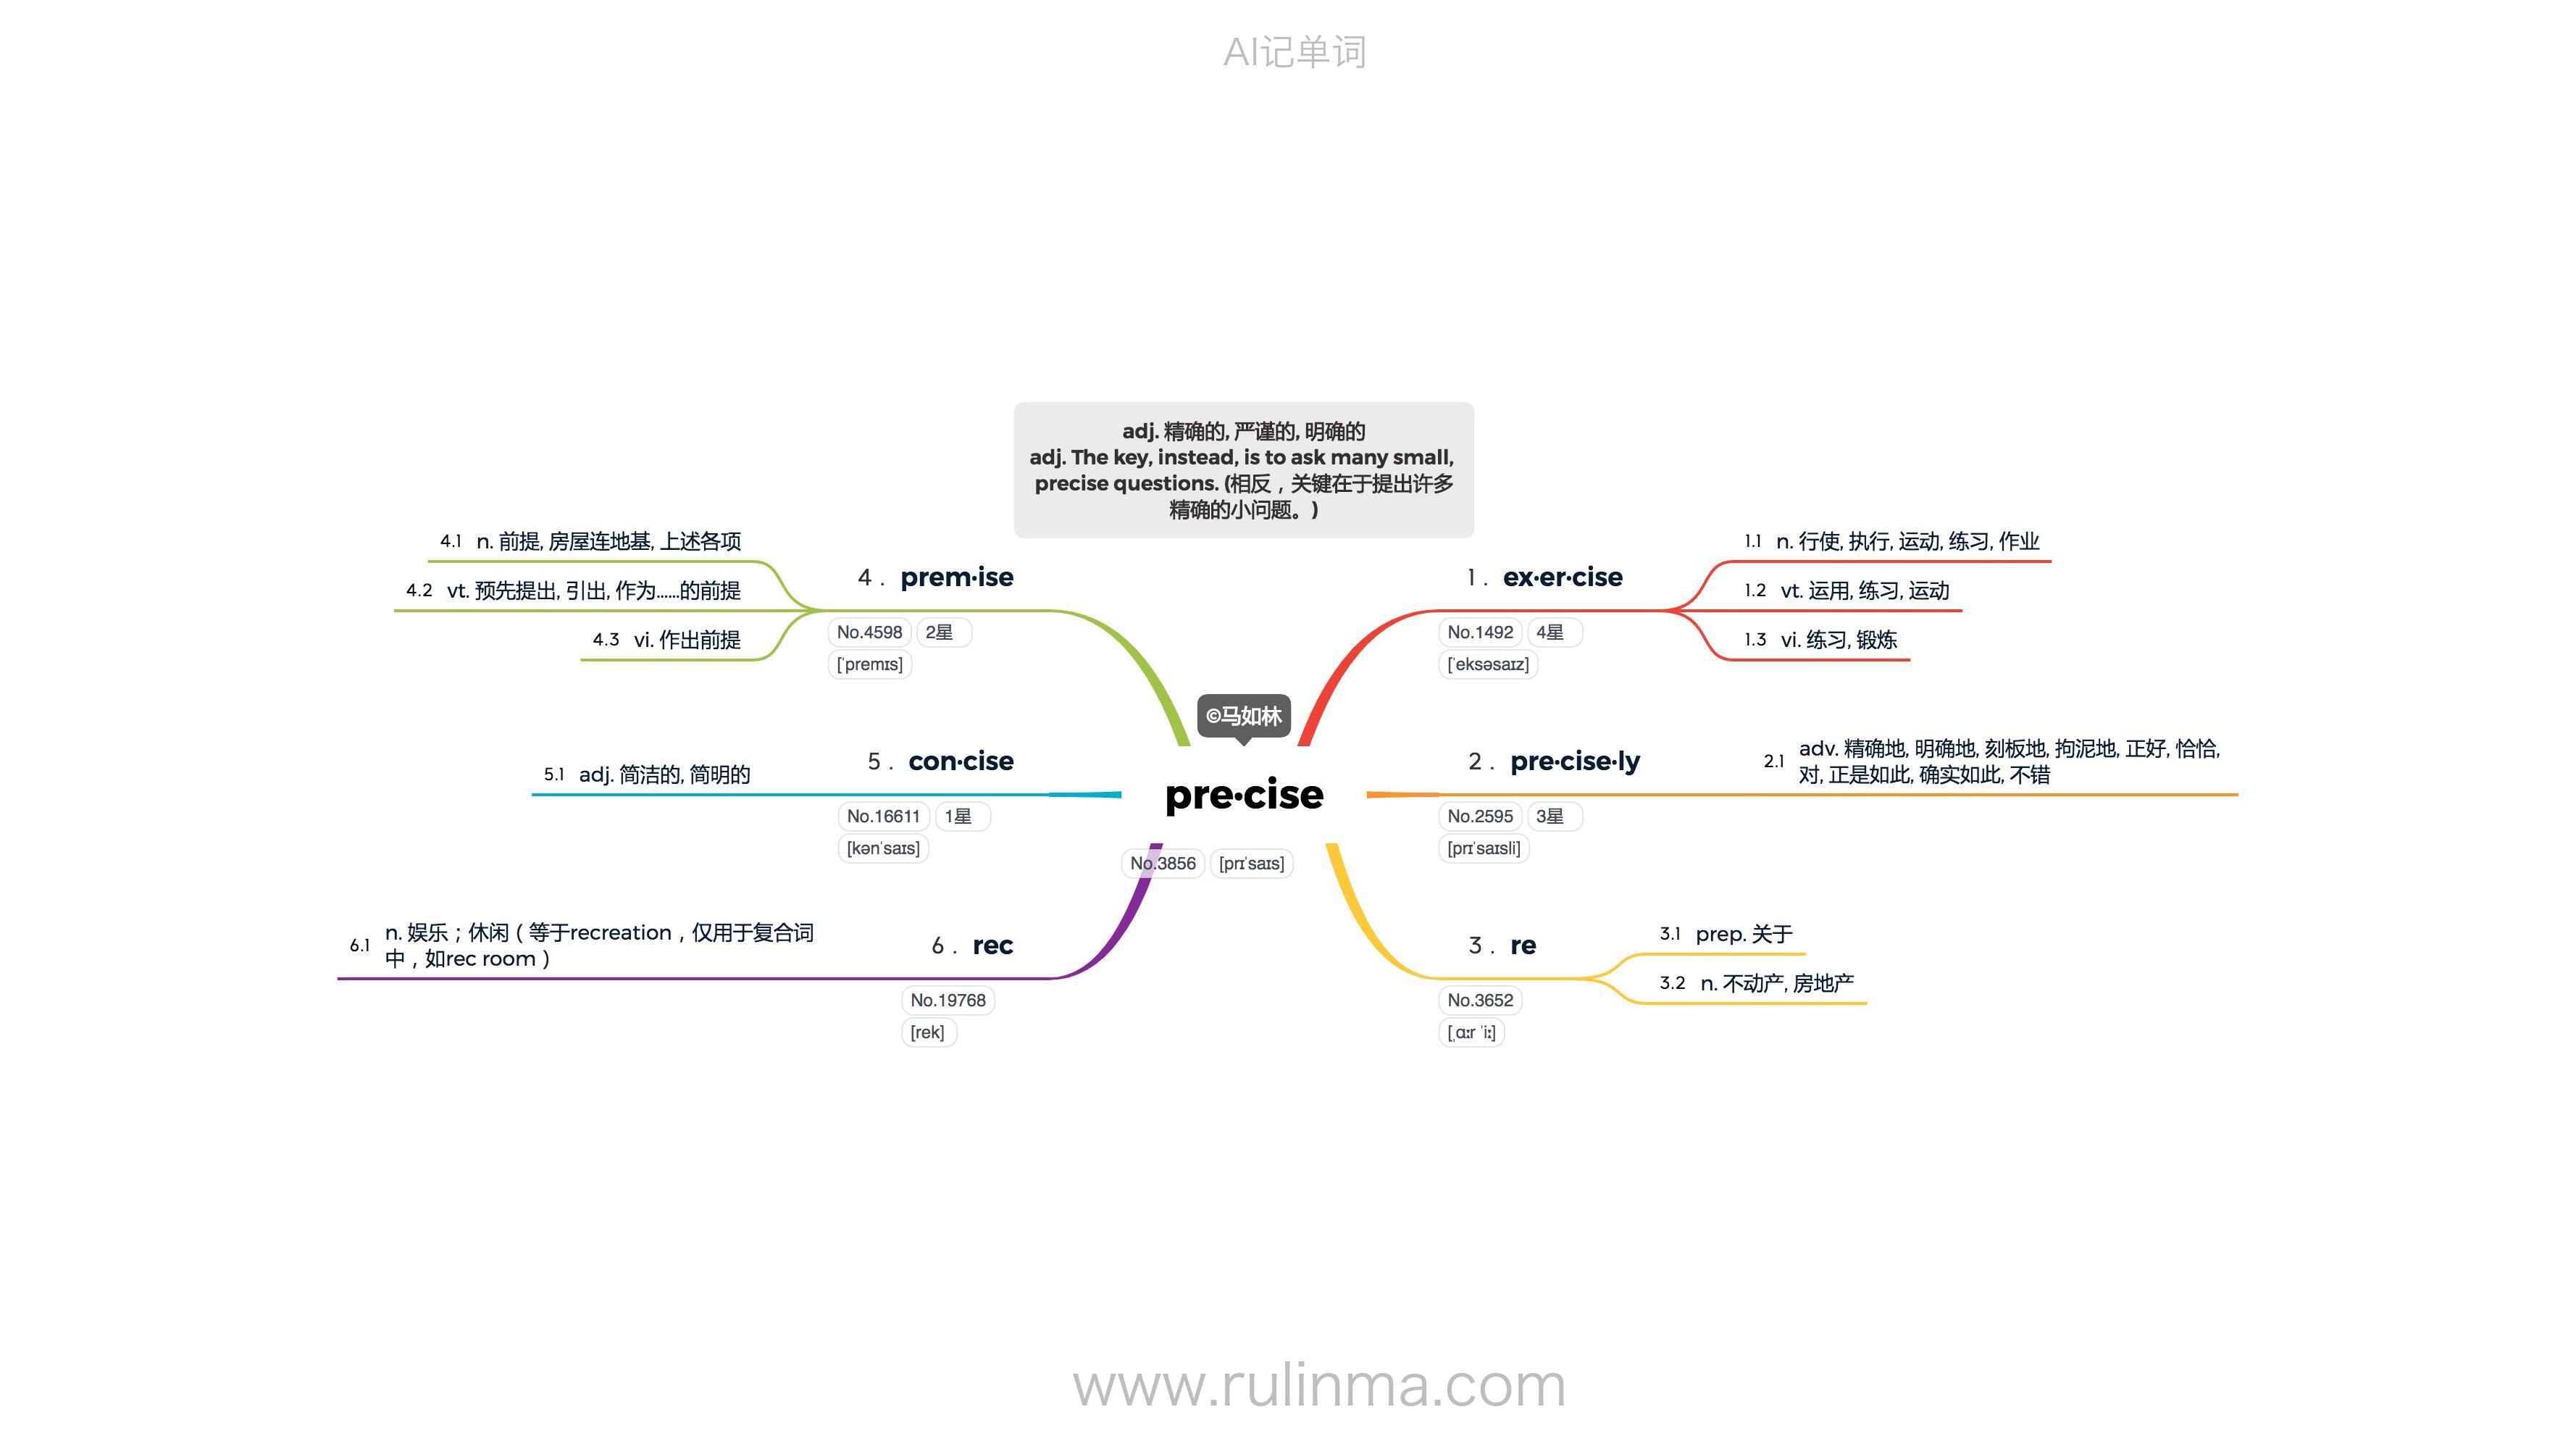 AI记单词
adj. 精确的, 严谨的, 明确的
adj. The key, instead, is to ask many small,
precise questions. (相反，关键在于提出许多
精确的小问题。)
©马如林
pre·cise
No.3856 [prɪˈsaɪs]
1 . ex·er·cise
No.1492 4星
[ˈeksəsaɪz]
1.1 n. 行使, 执行, 运动, 练习, 作业
1.2 vt. 运用, 练习, 运动
1.3 vi. 练习, 锻炼
2 . pre·cise·ly
No.2595 3星
[prɪˈsaɪsli]
2.1 adv. 精确地, 明确地, 刻板地, 拘泥地, 正好, 恰恰,
对, 正是如此, 确实如此, 不错
3 . re
No.3652
[ˌɑːr ˈiː]
3.1 prep. 关于
3.2 n. 不动产, 房地产
4 . prem·ise
No.4598 2星
[ˈpremɪs]
4.1 n. 前提, 房屋连地基, 上述各项
4.2 vt. 预先提出, 引出, 作为……的前提
4.3 vi. 作出前提
5 . con·cise
No.16611 1星
[kənˈsaɪs]
5.1 adj. 简洁的, 简明的
6 . rec
No.19768
[rek]
6.1 n. 娱乐；休闲（等于recreation，仅用于复合词
中，如rec room）
www.rulinma.com